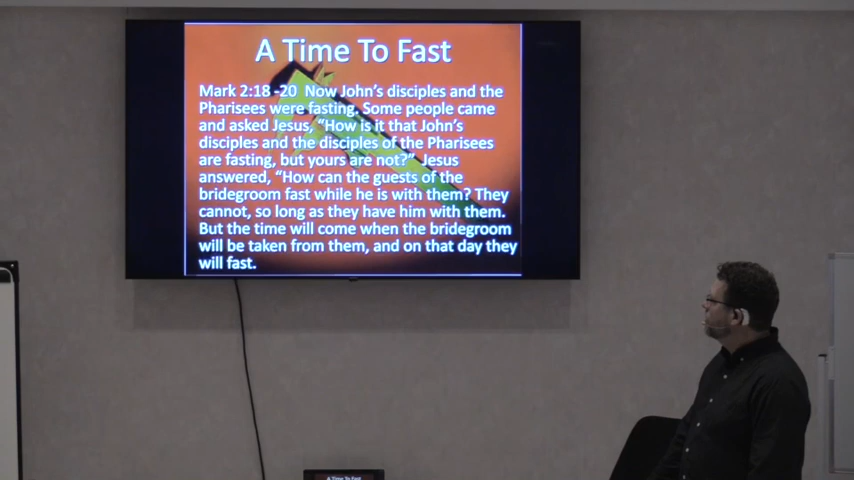 A Time To Fast
Mark 2:18 -20 Now John's disciples and the
Pharisees were fasting. Some people came
and asked Jesus, "How is it that John's
disciples and the disciples of the Pharisees
are fasting, but yours are not?" Jesus
answered, "How can the guests of the
bridegroom fast while he is with them? They
cannot, so long as they have him with them.
But the time will come when the bridegroom
will be taken from them, and on that day they
will fast.
A Time To Fast